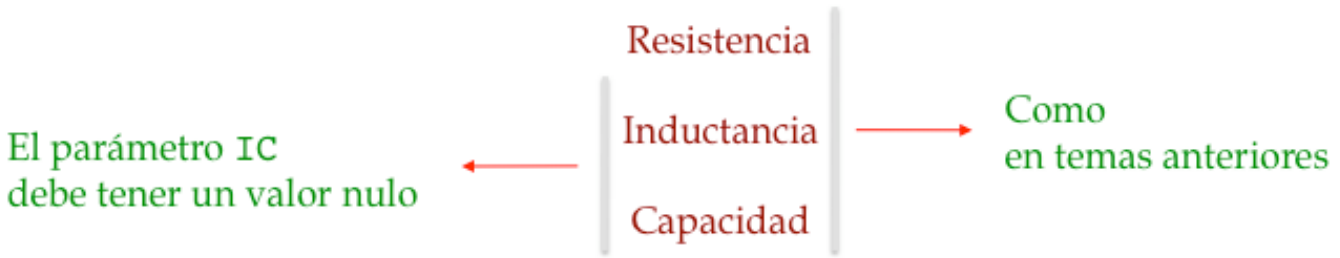 El parámetro IC
debe tener un valor nulo
Resistencia
Inductancia
Capacidad
Como
en temas anteriores